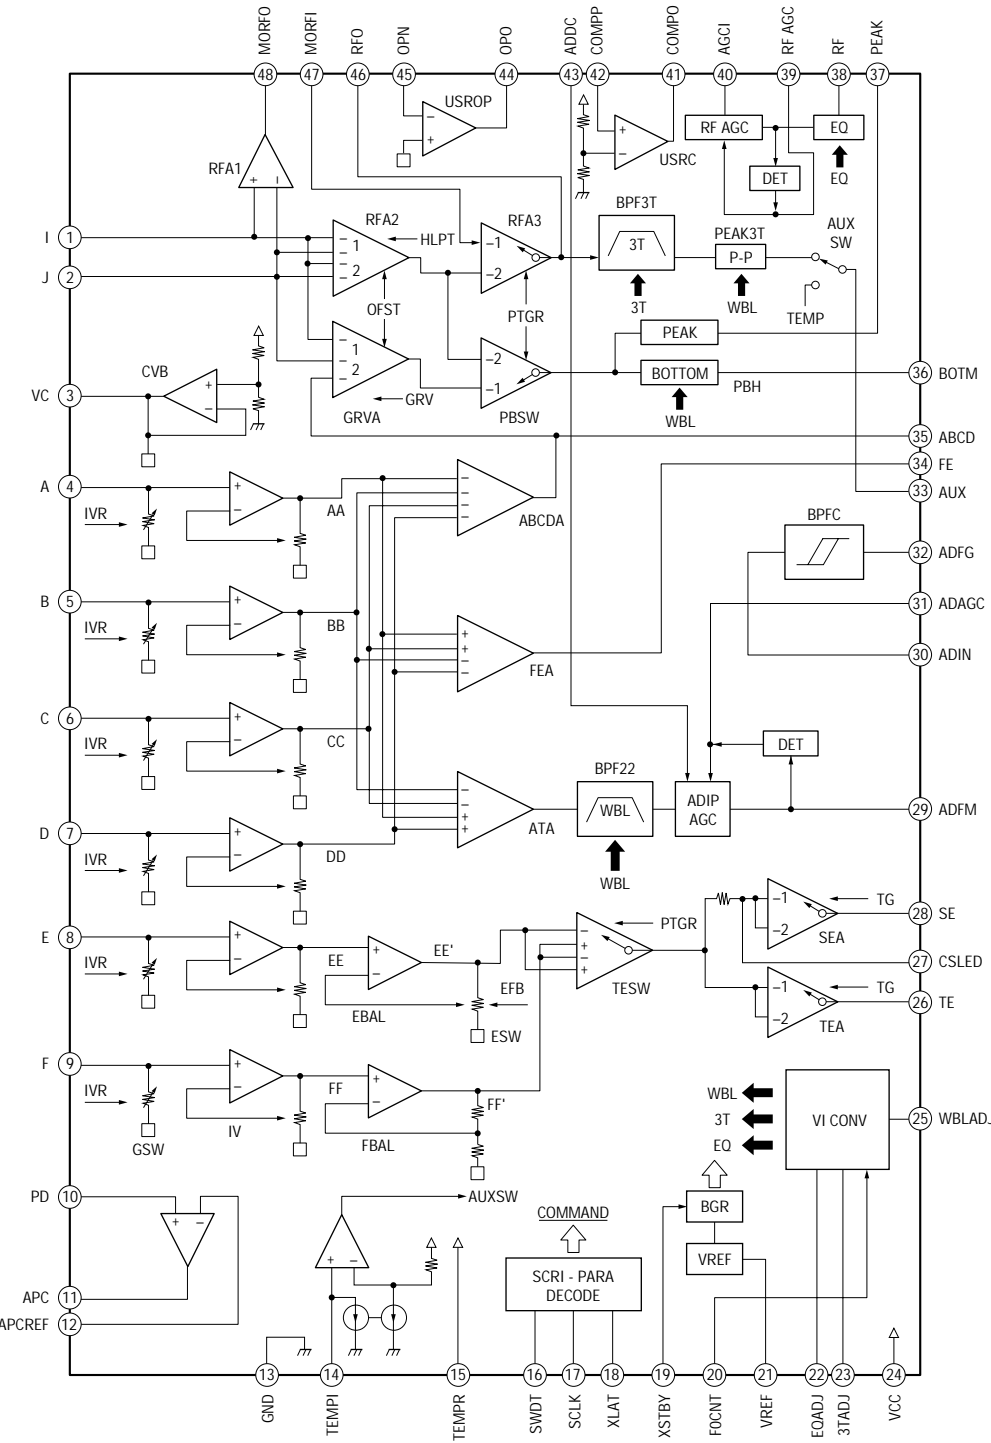 MORFO MORFI RFO OPN OPO ADDC COMPP COMPO AGCI RF AGC RF PEAK
48 47 46 45 44 43 42 41 40 39 38 37
USROP
RFA1
USRC
RF AGC
EQ
DET
EQ
I 1
J 2
RFA2
HLPT
1
2
RFA3
−1
−2
BPF3T
3T
3T
PEAK3T
P-P
WBL
AUX
SW
TEMP
OFST
PTGR
1
2
GRV
GRVA
−2
−1
PBSW
PEAK
BOTTOM
PBH
WBL
36 BOTM
CVB
VC 3
35 ABCD
34 FE
33 AUX
A 4
IVR
AA
ABCDA
BPFC
32 ADFG
31 ADAGC
30 ADIN
B 5
IVR
BB
FEA
C 6
IVR
CC
D 7
IVR
DD
ATA
BPF22
WBL
WBL
ADIP
AGC
DET
29 ADFM
E 8
IVR
EE
EBAL
EE'
EFB
ESW
PTGR
TESW
−1
−2
TG
SEA
28 SE
27 CSLED
−1
−2
TG
TEA
26 TE
F 9
IVR
GSW
IV
FF
FBAL
FF'
WBL
3T
EQ
VI CONV
25 WBLADJ
PD 10
APC 11
APCREF 12
AUXSW
COMMAND
SCRI - PARA
DECODE
BGR
VREF
13 14 15 16 17 18 19 20 21 22 23 24
GND TEMPI TEMPR SWDT SCLK XLAT XSTBY F0CNT VREF EQADJ 3TADJ VCC